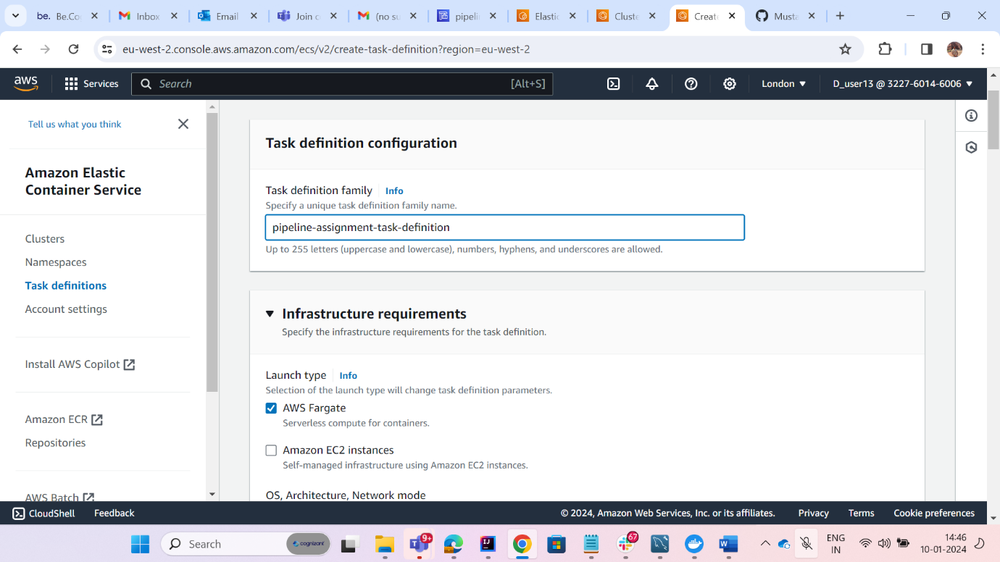 be. Be.Co
Inbox
Email
Join c
(no su
pipelin
Elastic
Cluste
Create
Musta
eu-west-2.console.aws.amazon.com/ecs/v2/create-task-definition?region=eu-west-2
aws
Services
Search
[Alt+S]
London ▼
D_user13 @ 3227-6014-6006 ▼
Tell us what you think
Amazon Elastic
Container Service
Clusters
Namespaces
Task definitions
Account settings
Install AWS Copilot
Amazon ECR
Repositories
AWS Batch
Task definition configuration
Task definition family
Info
Specify a unique task definition family name.
pipeline-assignment-task-definition
Up to 255 letters (uppercase and lowercase), numbers, hyphens, and underscores are allowed.
Infrastructure requirements
Specify the infrastructure requirements for the task definition.
Launch type
Info
Selection of the launch type will change task definition parameters.
AWS Fargate
Serverless compute for containers.
Amazon EC2 instances
Self-managed infrastructure using Amazon EC2 instances.
OS, Architecture, Network mode
CloudShell
Feedback
© 2024, Amazon Web Services, Inc. or its affiliates.
Privacy
Terms
Cookie preferences
Search
cognizant
9+
67
ENG
IN
14:46
10-01-2024